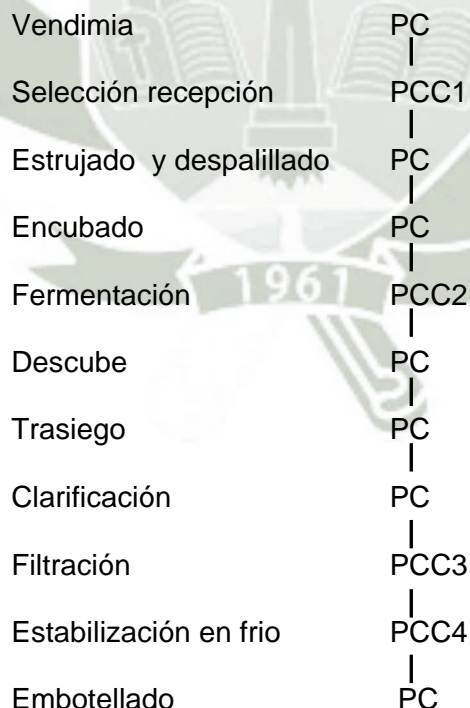 Vendimia PC
Selección recepción PCC1
Estrujado y despalillado PC
Encubado PC
1961
Fermentación PCC2
Descube PC
Trasiego PC
Clarificación PC
Filtración PCC3
Estabilización en frio PCC4
Embotellado PC